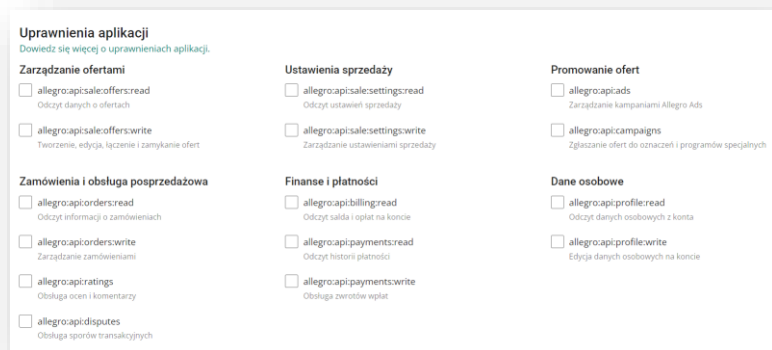 Uprawnienia aplikacji
Dowiedz się więcej o uprawnieniach aplikacji.
Zarządzanie ofertami
allegro:api:sale:offers:read
Odczyt danych o ofertach
allegro:api:sale:offers:write
Tworzenie, edycja, łączenie i zamykanie ofert
Ustawienia sprzedaży
allegro:api:sale:settings:read
Odczyt ustawień sprzedaży
allegro:api:sale:settings:write
Zarządzanie ustawieniami sprzedaży
Promowanie ofert
allegro:api:ads
Zarządzanie kampaniami Allegro Ads
allegro:api:campaigns
Zgłaszanie ofert do oznaczeń i programów specjalnych
Zamówienia i obsługa posprzedażowa
allegro:api:orders:read
Odczyt informacji o zamówieniach
allegro:api:orders:write
Zarządzanie zamówieniami
allegro:api:ratings
Obsługa ocen i komentarzy
allegro:api:disputes
Obsługa sporów transakcyjnych
Finanse i płatności
allegro:api:billing:read
Odczyt salda i opłat na koncie
allegro:api:payments:read
Odczyt historii płatności
allegro:api:payments:write
Obsługa zwrotów wpłat
Dane osobowe
allegro:api:profile:read
Odczyt danych osobowych z konta
allegro:api:profile:write
Edycja danych osobowych na koncie